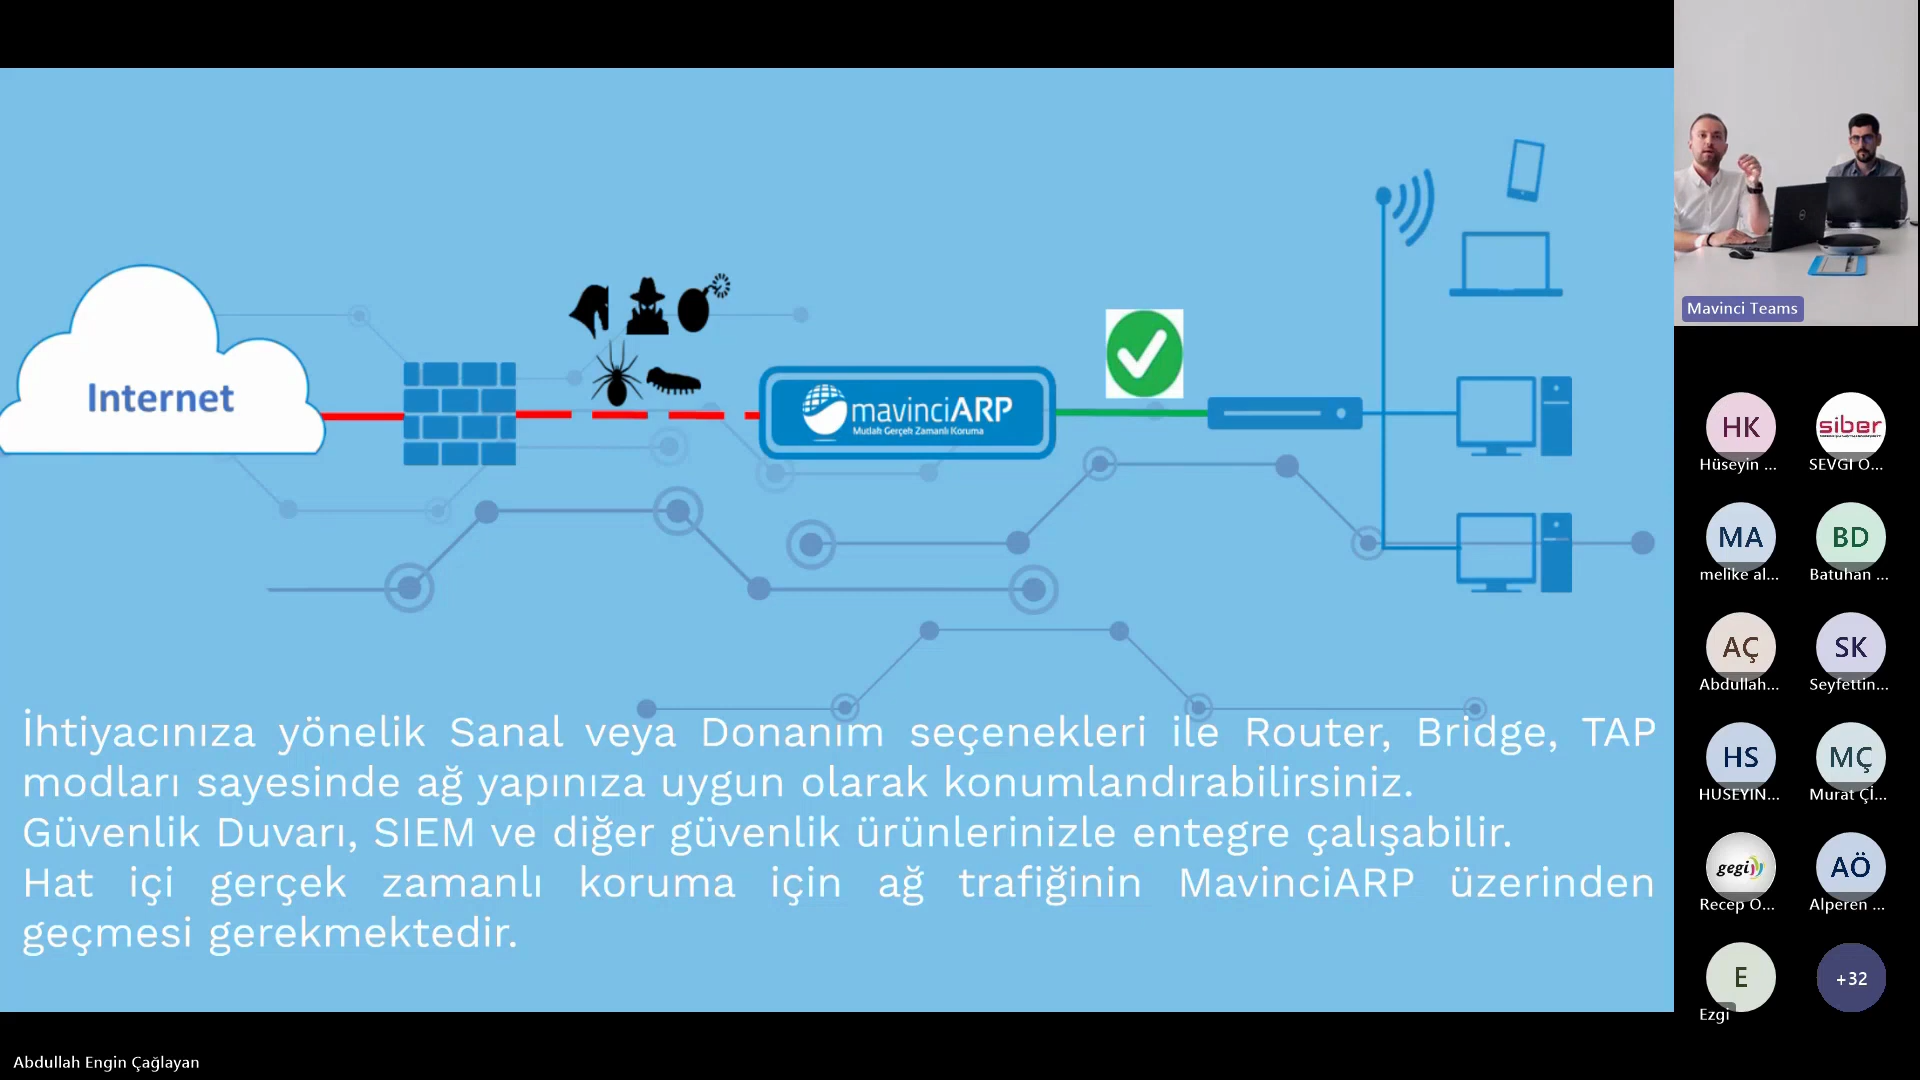 Internet
mavinciARP
Mutlak Gerçek Zamanlı Koruma
İhtiyacınıza yönelik Sanal veya Donanım seçenekleri ile Router, Bridge, TAP
modları sayesinde ağ yapınıza uygun olarak konumlandırabilirsiniz.
Güvenlik Duvarı, SIEM ve diğer güvenlik ürünlerinizle entegre çalışabilir.
Hat içi gerçek zamanlı koruma için ağ trafiğinin MavinciARP üzerinden
geçmesi gerekmektedir.
Abdullah Engin Çağlayan
Mavinci Teams
HK
Hüseyin ...
siber
SEVGI O...
MA
melike al...
BD
Batuhan ...
AÇ
Abdullah...
SK
Seyfettin...
HS
HUSEYIN...
MÇ
Murat Çİ...
gegi
Recep O...
AÖ
Alperen ...
E
Ezgi
+32